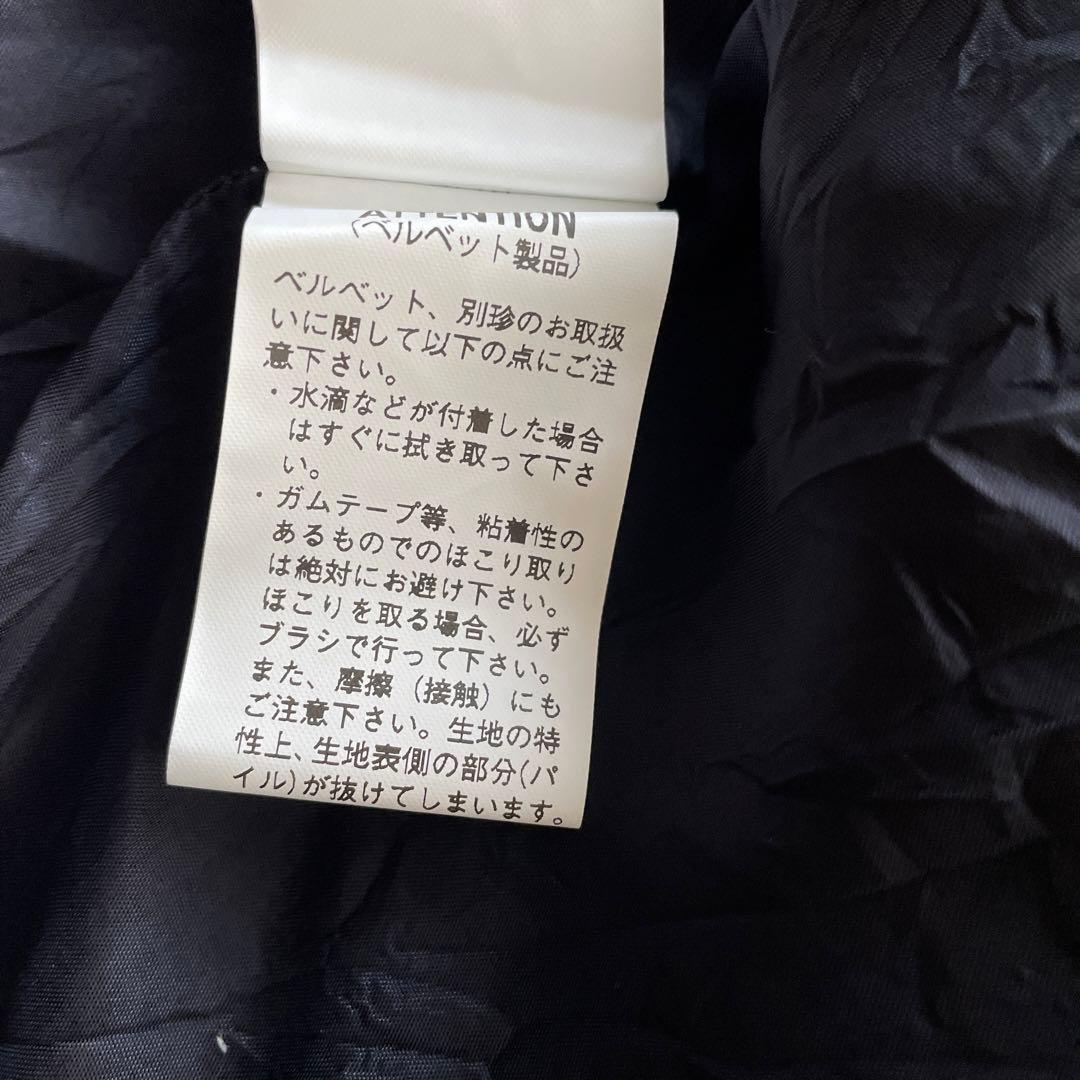 ATTENTION
(ベルベット製品)
ベルベット、別珍のお取扱
いに関して以下の点にご注
意下さい。
・水滴などが付着した場合
はすぐに拭き取って下さ
い。
・ガムテープ等、粘着性の
あるものでのほこり取り
は絶対にお避け下さい。
ほこりを取る場合、必ず
ブラシで行って下さい。
また、摩擦（接触）にも
ご注意下さい。生地の特
性上、生地表側の部分(パ
イル)が抜けてしまいます。